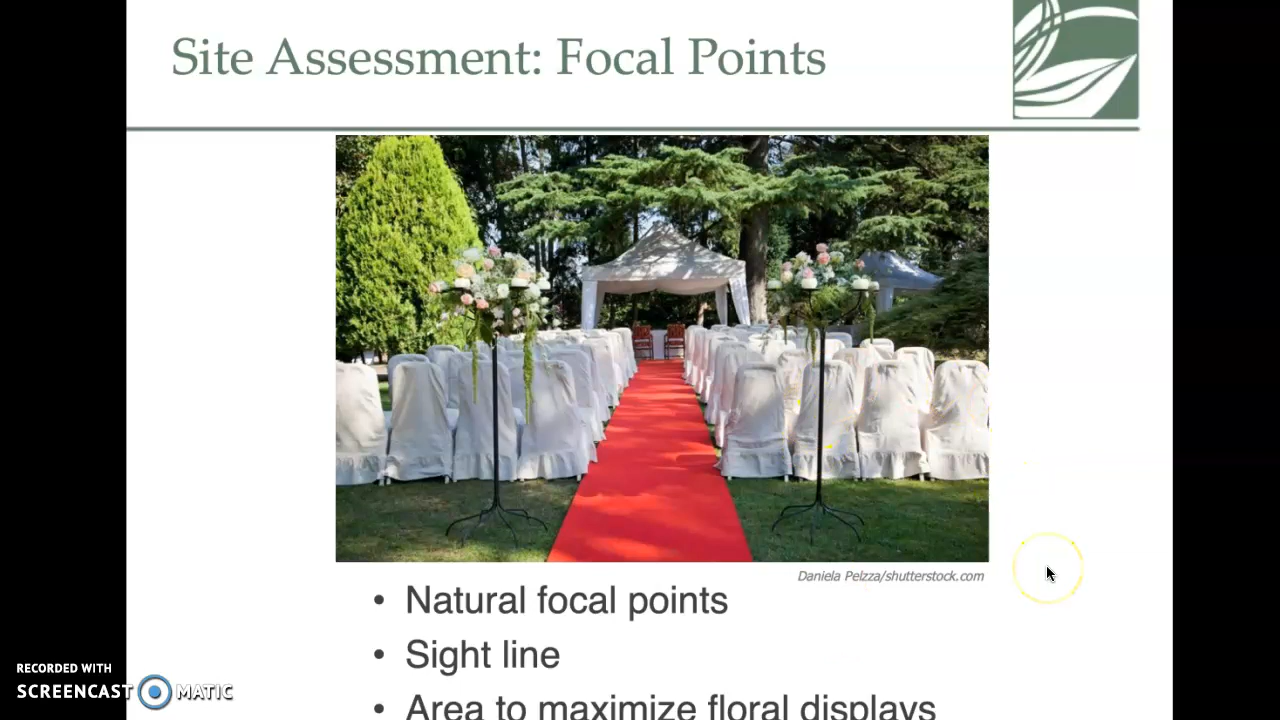 Site Assessment: Focal Points
Daniela Pelzza/shutterstock.com
• Natural focal points
• Sight line
• Area to maximize floral displays
RECORDED WITH
SCREENCAST MATIC